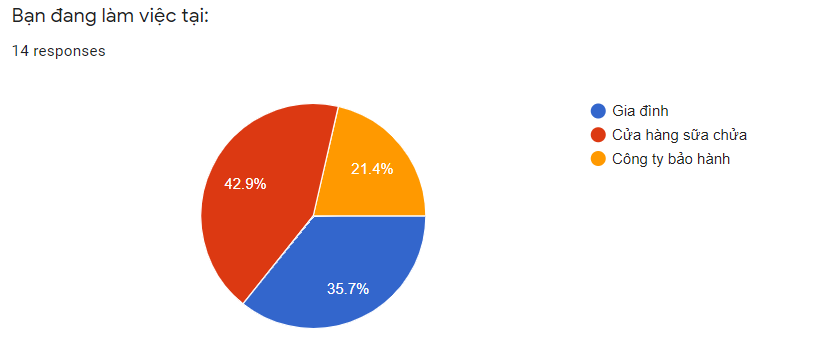 Bạn đang làm việc tại:
14 responses
Gia đình
Cửa hàng sữa chửa
Công ty bảo hành
21.4%
42.9%
35.7%